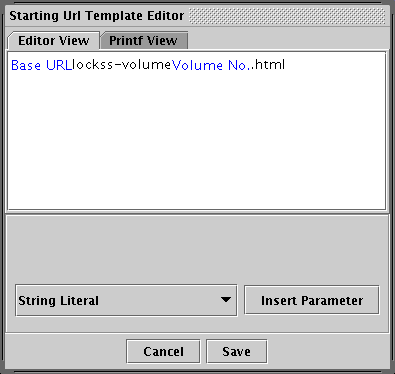 Starting Url Template Editor
Editor View Printf View
Base URLlockss-volumeVolume No..html
String Literal Insert Parameter
Cancel Save